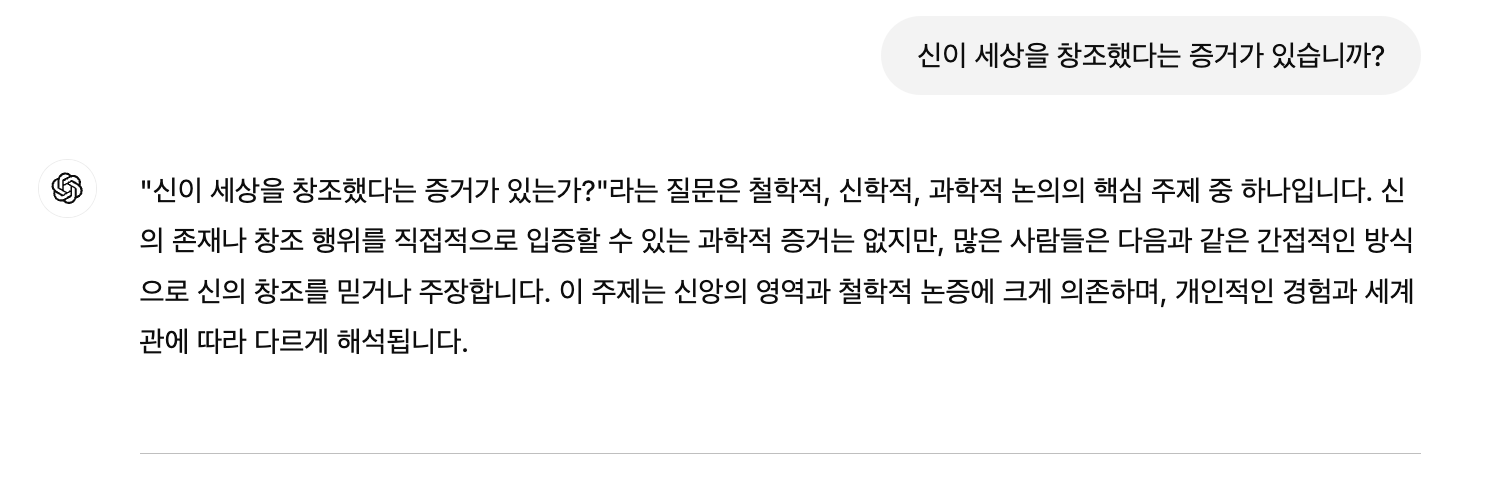 신이 세상을 창조했다는 증거가 있습니까?
"신이 세상을 창조했다는 증거가 있는가?"라는 질문은 철학적, 신학적, 과학적 논의의 핵심 주제 중 하나입니다. 신
의 존재나 창조 행위를 직접적으로 입증할 수 있는 과학적 증거는 없지만, 많은 사람들은 다음과 같은 간접적인 방식
으로 신의 창조를 믿거나 주장합니다. 이 주제는 신앙의 영역과 철학적 논증에 크게 의존하며, 개인적인 경험과 세계
관에 따라 다르게 해석됩니다.